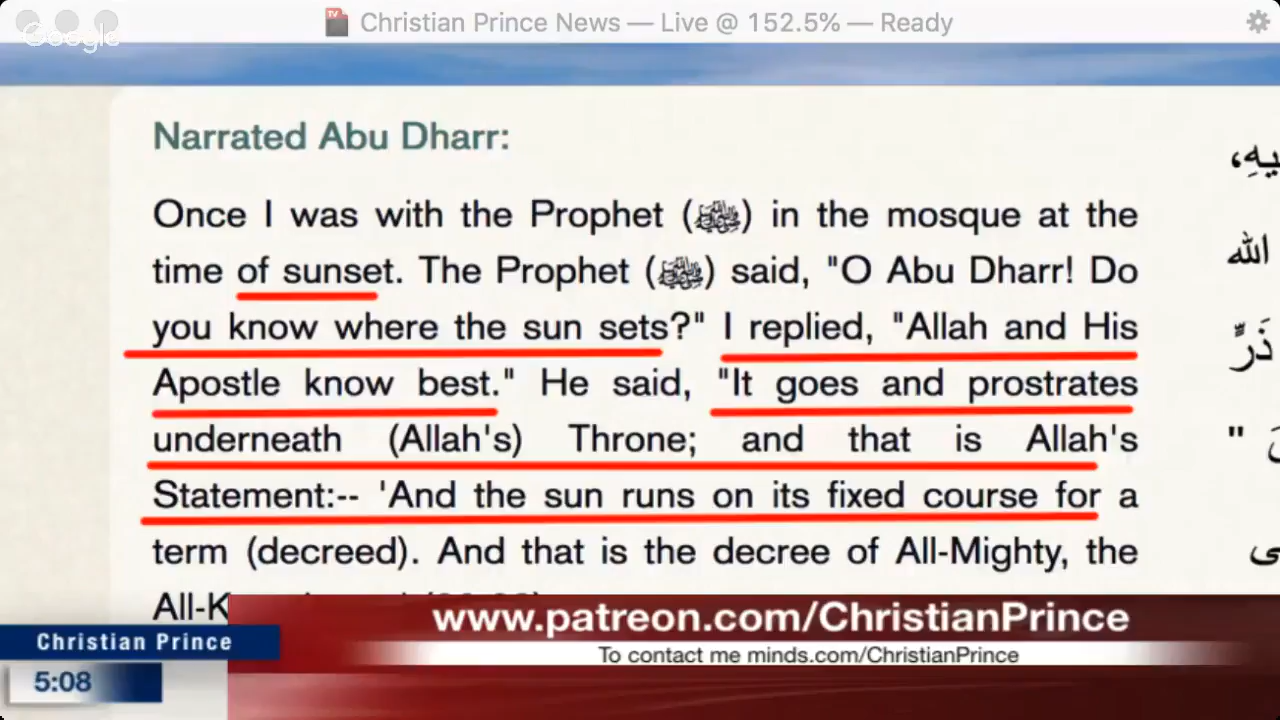 Christian Prince News — Live @ 152.5% — Ready
Google
Narrated Abu Dharr:
Once I was with the Prophet (ﷺ) in the mosque at the
time of sunset. The Prophet (ﷺ) said, "O Abu Dharr! Do
you know where the sun sets?" I replied, "Allah and His
Apostle know best." He said, "It goes and prostrates
underneath (Allah's) Throne; and that is Allah's
Statement:-- 'And the sun runs on its fixed course for a
term (decreed). And that is the decree of All-Mighty, the
All-K
الله
ذَرٍّ
www.patreon.com/ChristianPrince
To contact me minds.com/ChristianPrince
Christian Prince
5:08